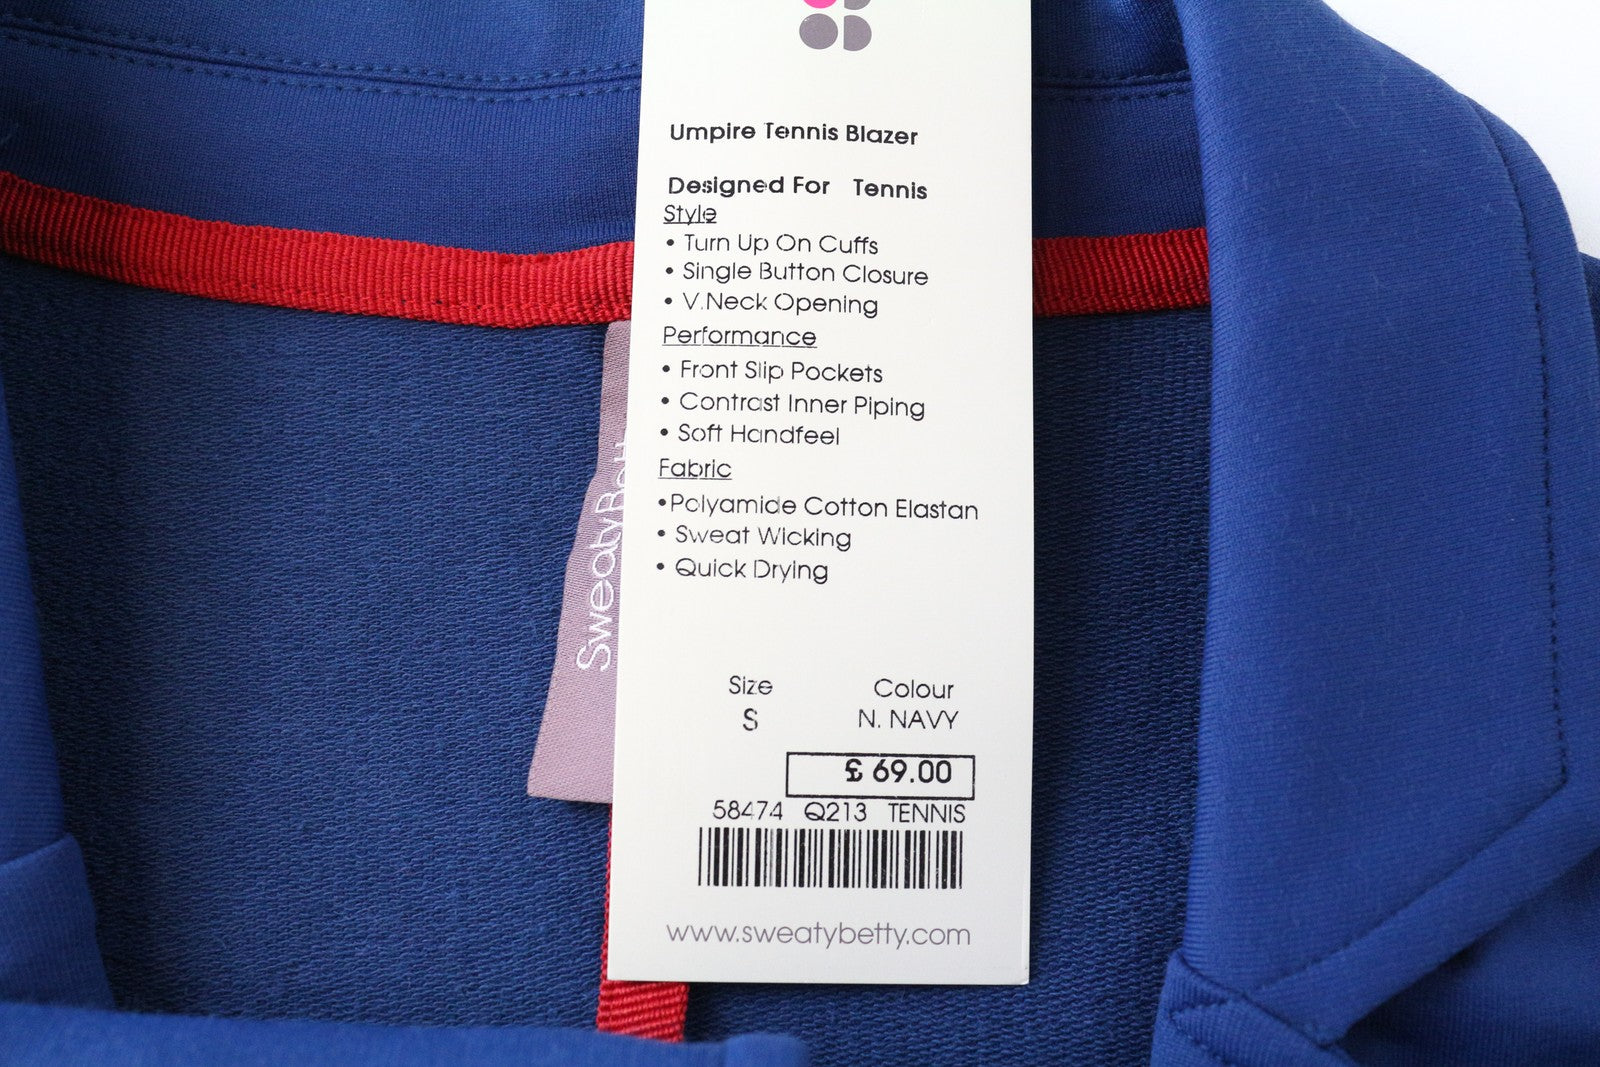 Umpire Tennis Blazer
Designed For Tennis
Style
• Turn Up On Cuffs
• Single Button Closure
• V.Neck Opening
Performance
• Front Slip Pockets
• Contrast Inner Piping
• Soft Handfeel
Fabric
•Polyamide Cotton Elastan
• Sweat Wicking
• Quick Drying
Size Colour
S N. NAVY
£ 69.00
58474 Q213 TENNIS
www.sweatybetty.com
SweatyBett